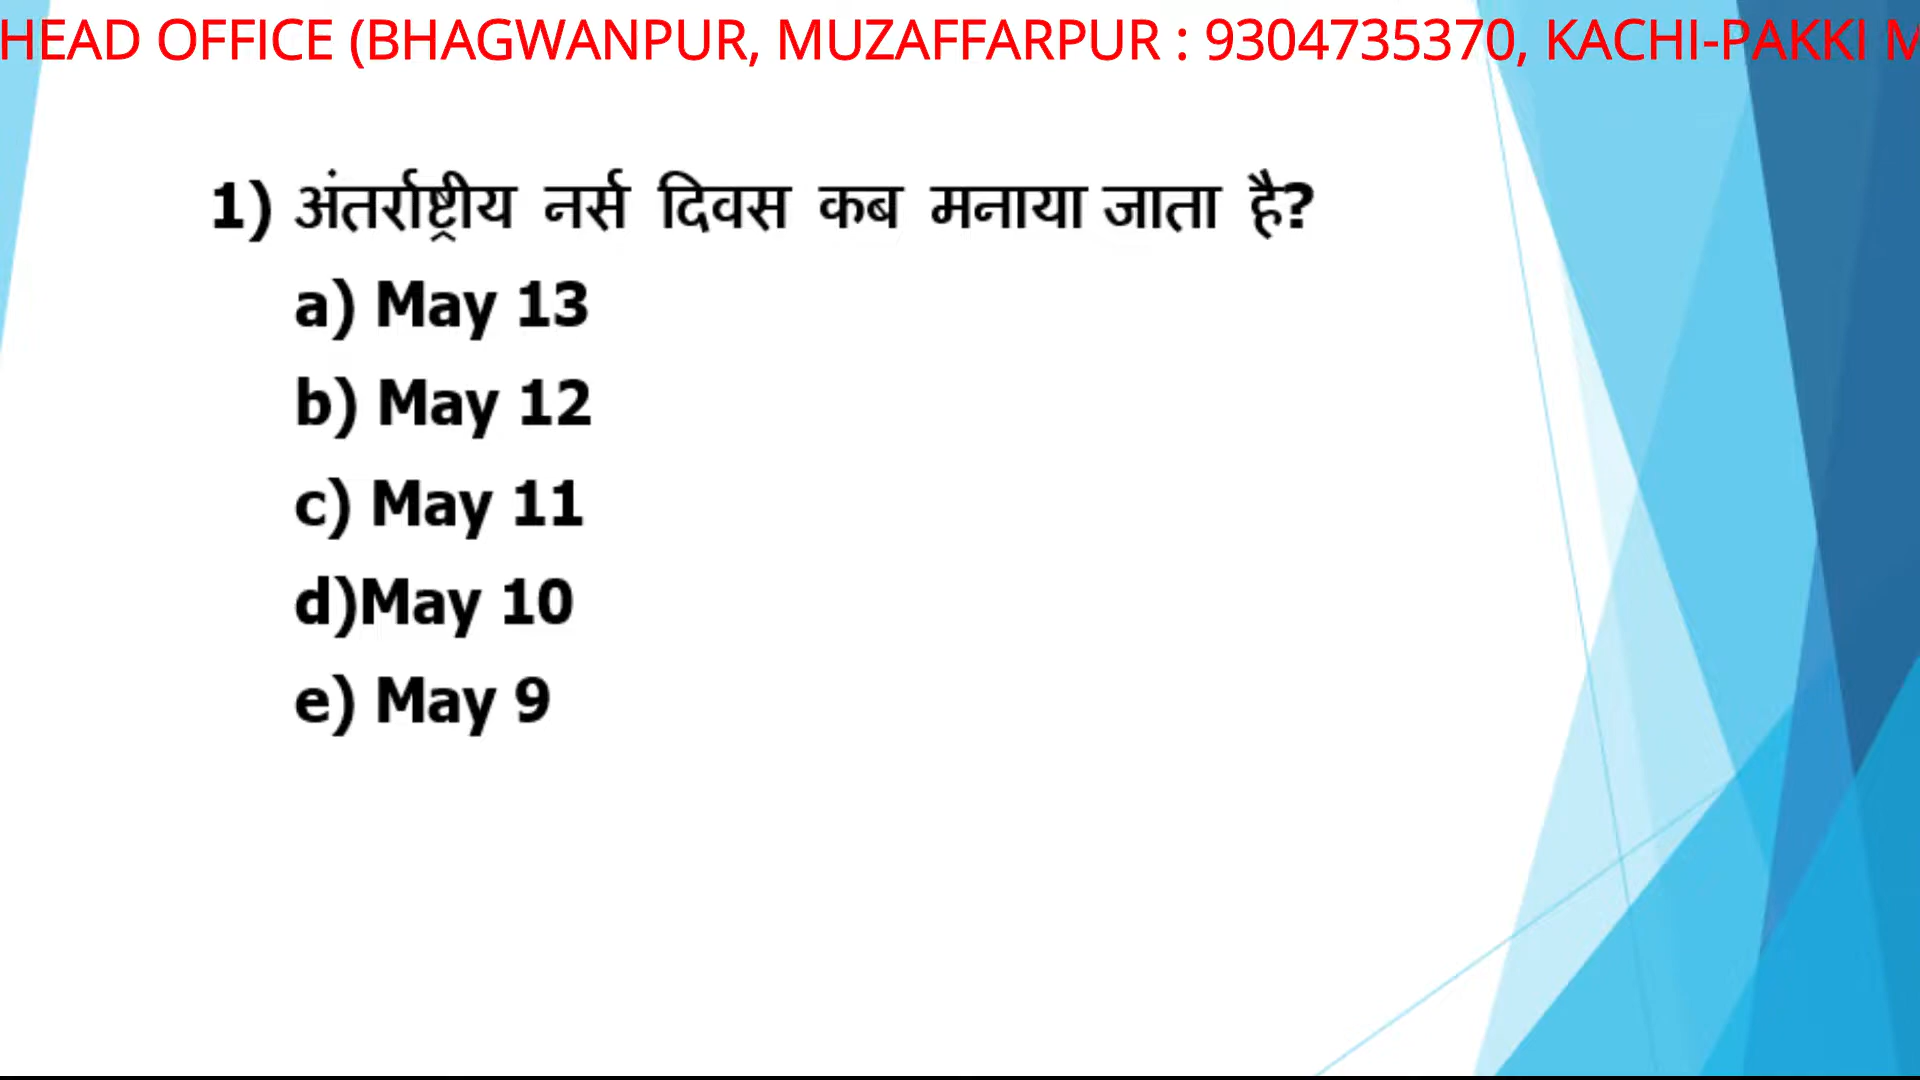 HEAD OFFICE (BHAGWANPUR, MUZAFFARPUR : 9304735370, KACHI-PAKKI M
1) अंतर्राष्ट्रीय नर्स दिवस कब मनाया जाता है?
a) May 13
b) May 12
c) May 11
d)May 10
e) May 9